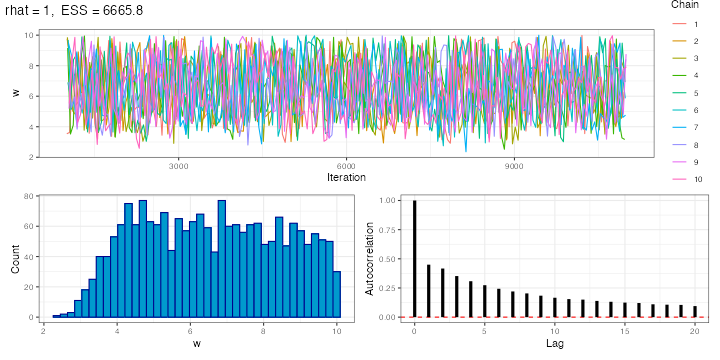 rhat = 1, ESS = 6665.8
Chain
1
2
3
4
5
6
7
8
9
10
w
10
8
6
4
2
3000 6000 9000
Iteration
Count
80
60
40
20
0
2 4 6 8 10
w
Autocorrelation
1.00
0.75
0.50
0.25
0.00
0 5 10 15 20
Lag